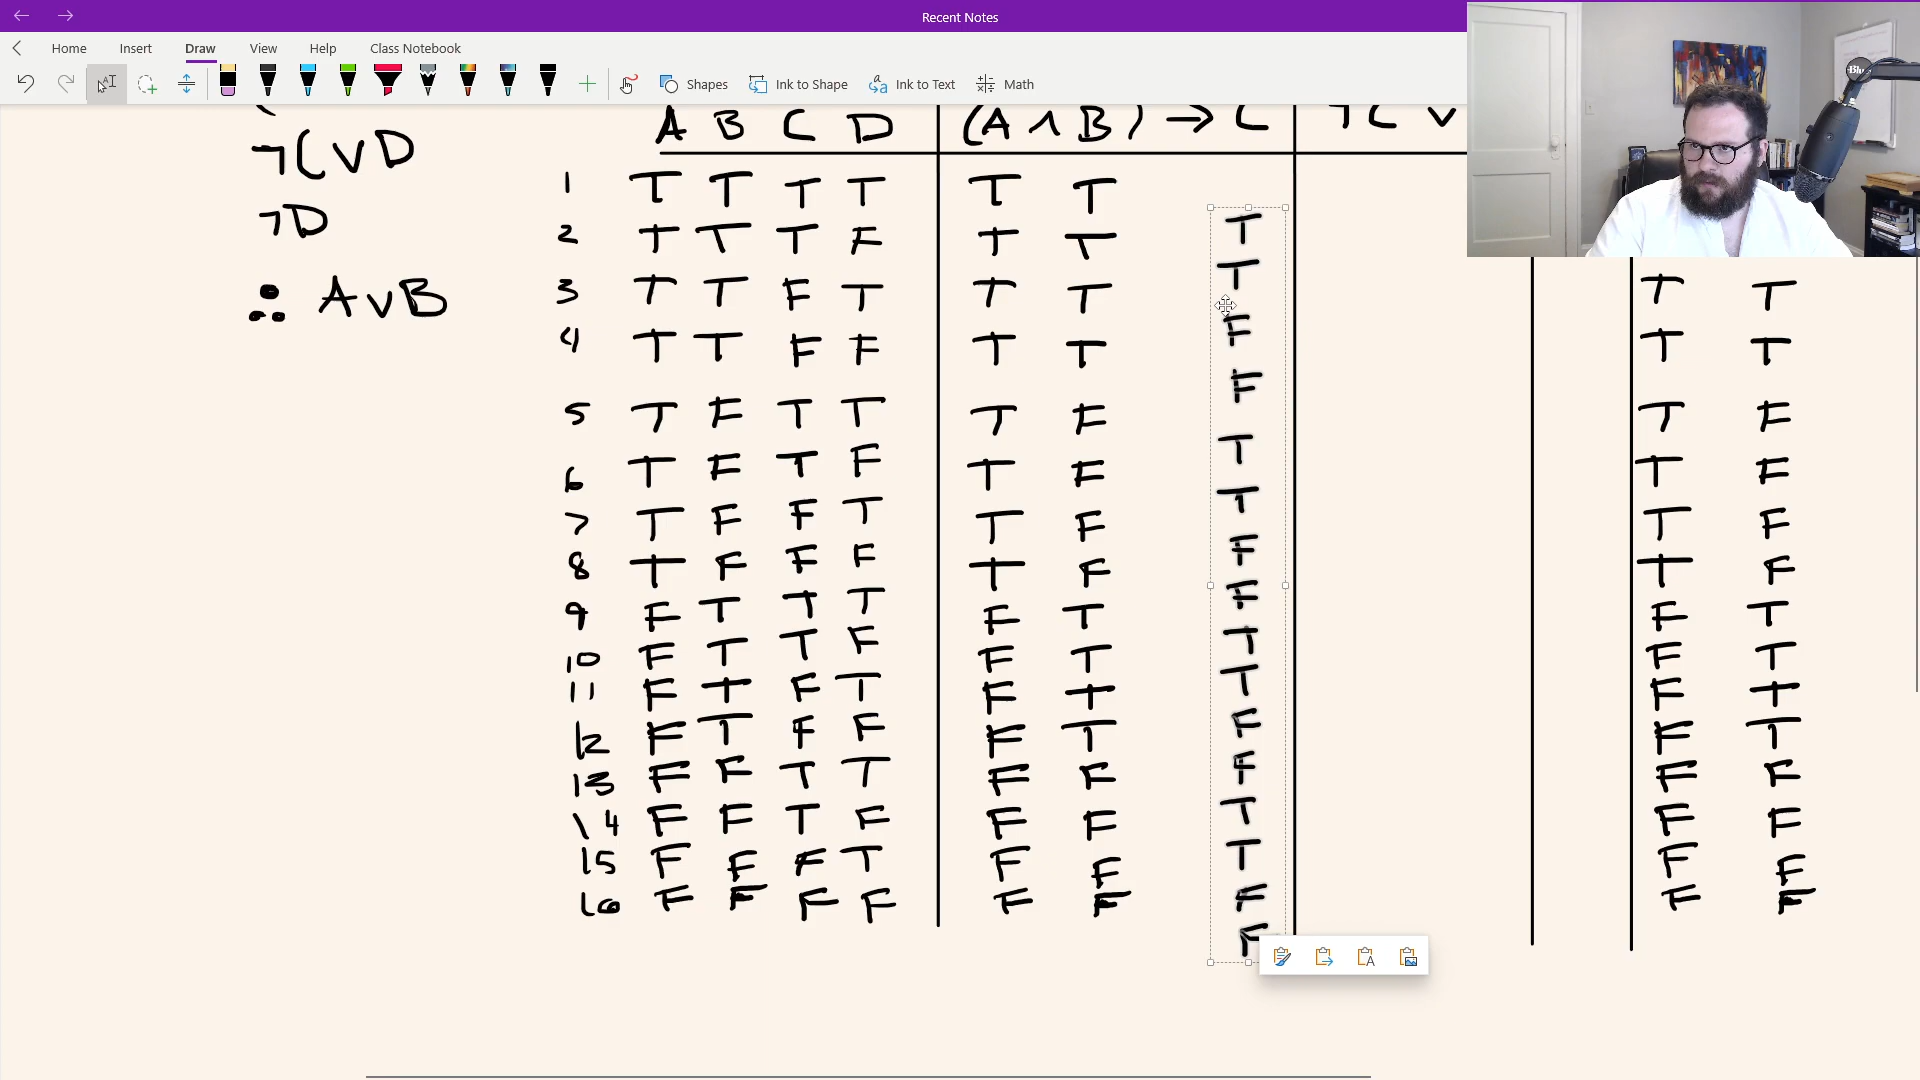 Recent Notes
Home Insert Draw View Help Class Notebook
Shapes Ink to Shape Ink to Text Math
¬C∨D
¬D
∴ A∨B
A B C D (A ∧ B) → C ¬C ∨
1 T T T T T T T
2 T T T F T T T
3 T T F T T T F T T
4 T T F F T T F T T
5 T F T T T F T T F
6 T F T F T F T T F
7 T F F T T F F T F
8 T F F F T F F T F
9 F T T T F T T F T
10 F T T F F T T F T
11 F T F T F T F F T
12 F T F F F T F F T
13 F F T T F F T F F
14 F F T F F F T F F
15 F F F T F F F F F
16 F F F F F F F F F